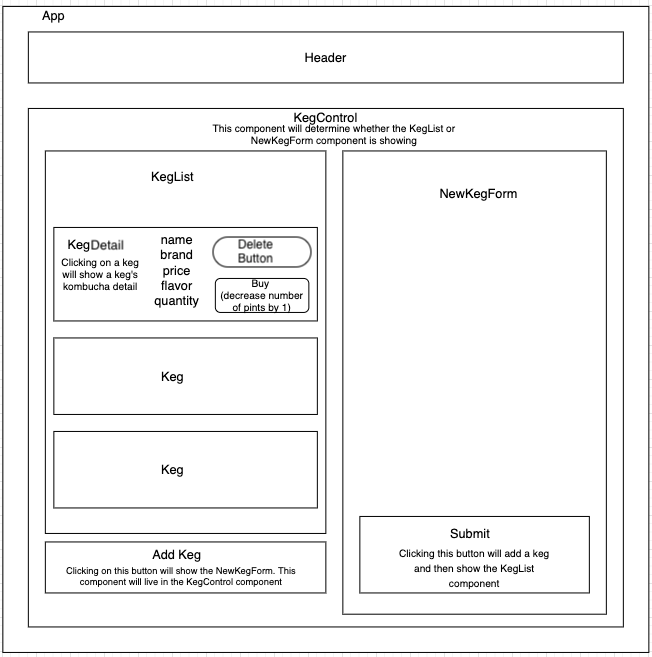 App
Header
KegControl
This component will determine whether the KegList or
NewKegForm component is showing
KegList
KegDetail
Clicking on a keg
will show a keg's
kombucha detail
name
brand
price
flavor
quantity
Delete
Button
Buy
(decrease number
of pints by 1)
Keg
Keg
Add Keg
Clicking on this button will show the NewKegForm. This
component will live in the KegControl component
NewKegForm
Submit
Clicking this button will add a keg
and then show the KegList
component